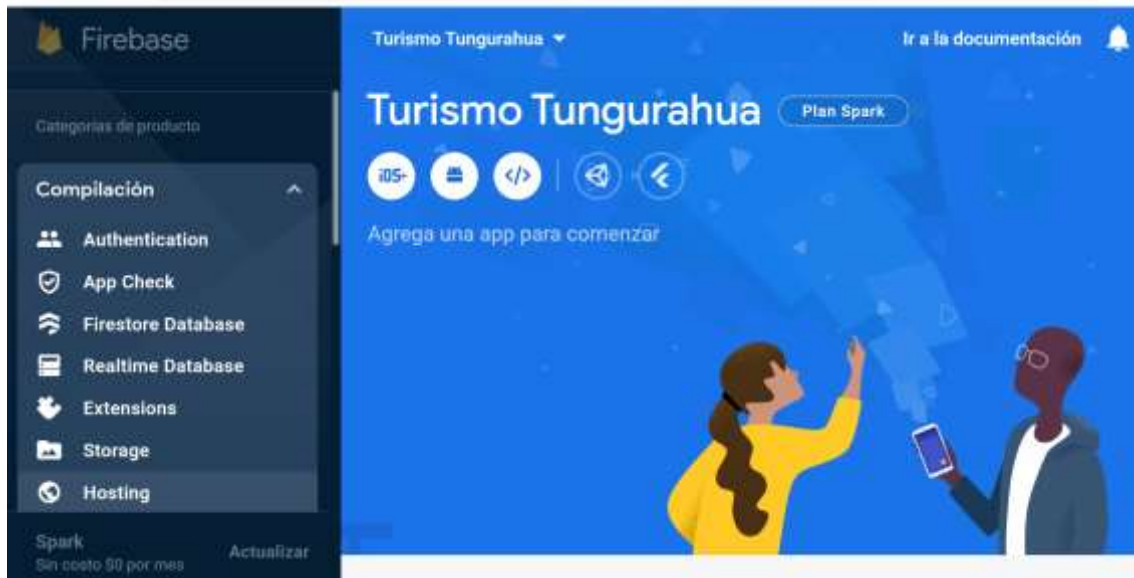 Firebase
Categorías de producto
Compilación
Authentication
App Check
Firestore Database
Realtime Database
Extensions
Storage
Hosting
Spark
Sin costo $0 por mes
Actualizar
Turismo Tungurahua
Ir a la documentación
Turismo Tungurahua
Plan Spark
iOS+
</>
Agrega una app para comenzar